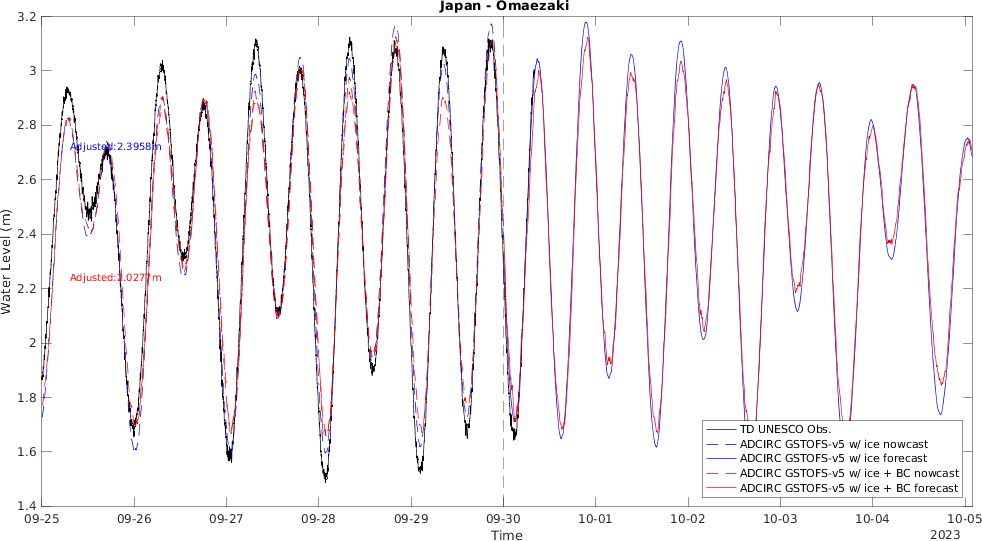 Japan - Omaezaki
Water Level (m)
3.2
3
2.8
2.6
2.4
2.2
2
1.8
1.6
1.4
Adjusted:2.3958m
Adjusted:2.0277m
TD UNESCO Obs.
ADCIRC GSTOFS-v5 w/ ice nowcast
ADCIRC GSTOFS-v5 w/ ice forecast
ADCIRC GSTOFS-v5 w/ ice + BC nowcast
ADCIRC GSTOFS-v5 w/ ice + BC forecast
09-25 09-26 09-27 09-28 09-29 09-30 10-01 10-02 10-03 10-04 10-05
2023
Time